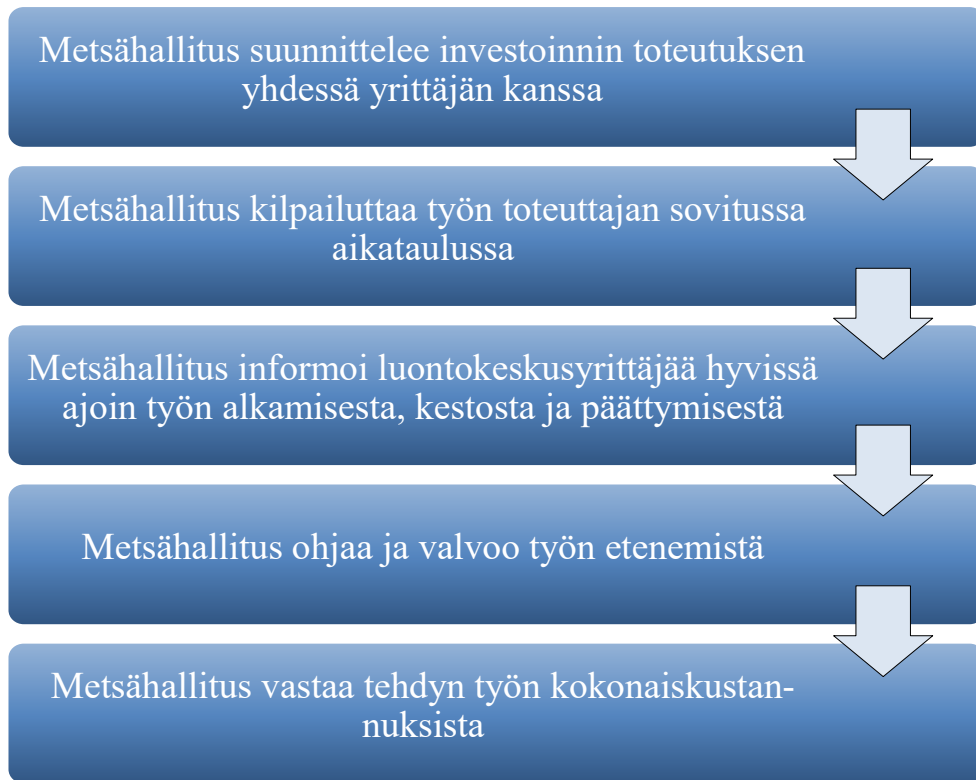 Metsähallitus suunnittelee investoinnin toteutuksen
yhdessä yrittäjän kanssa
Metsähallitus kilpailuttaa työn toteuttajan sovitussa
aikataulussa
Metsähallitus informoi luontokeskusyrittäjää hyvissä
ajoin työn alkamisesta, kestosta ja päättymisestä
Metsähallitus ohjaa ja valvoo työn etenemistä
Metsähallitus vastaa tehdyn työn kokonaiskustan-
nuksista